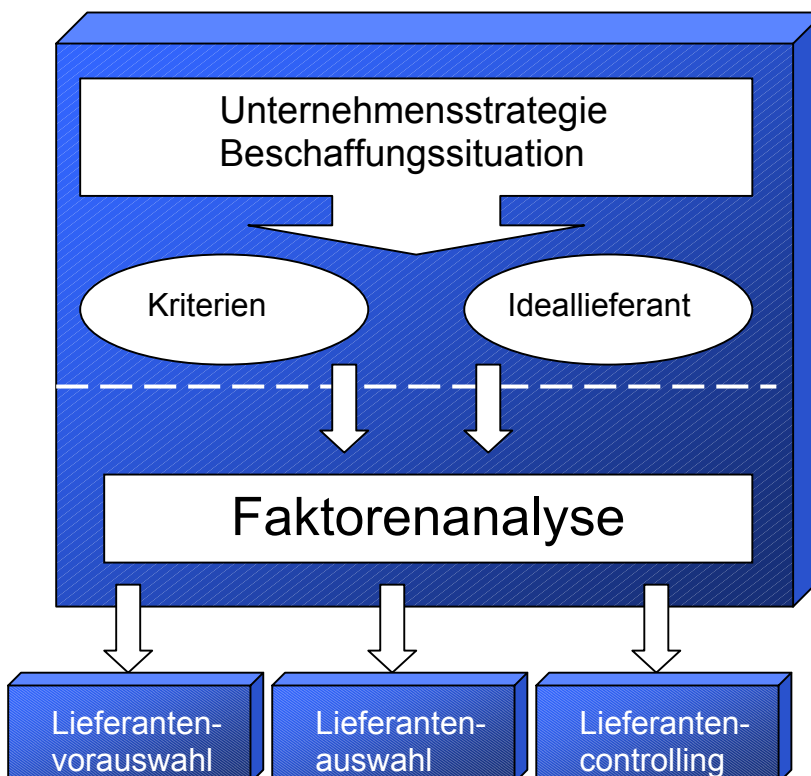 Unternehmensstrategie
Beschaffungssituation
Kriterien
Ideallieferant
Faktorenanalyse
Lieferanten-
vorauswahl
Lieferanten-
auswahl
Lieferanten-
controlling